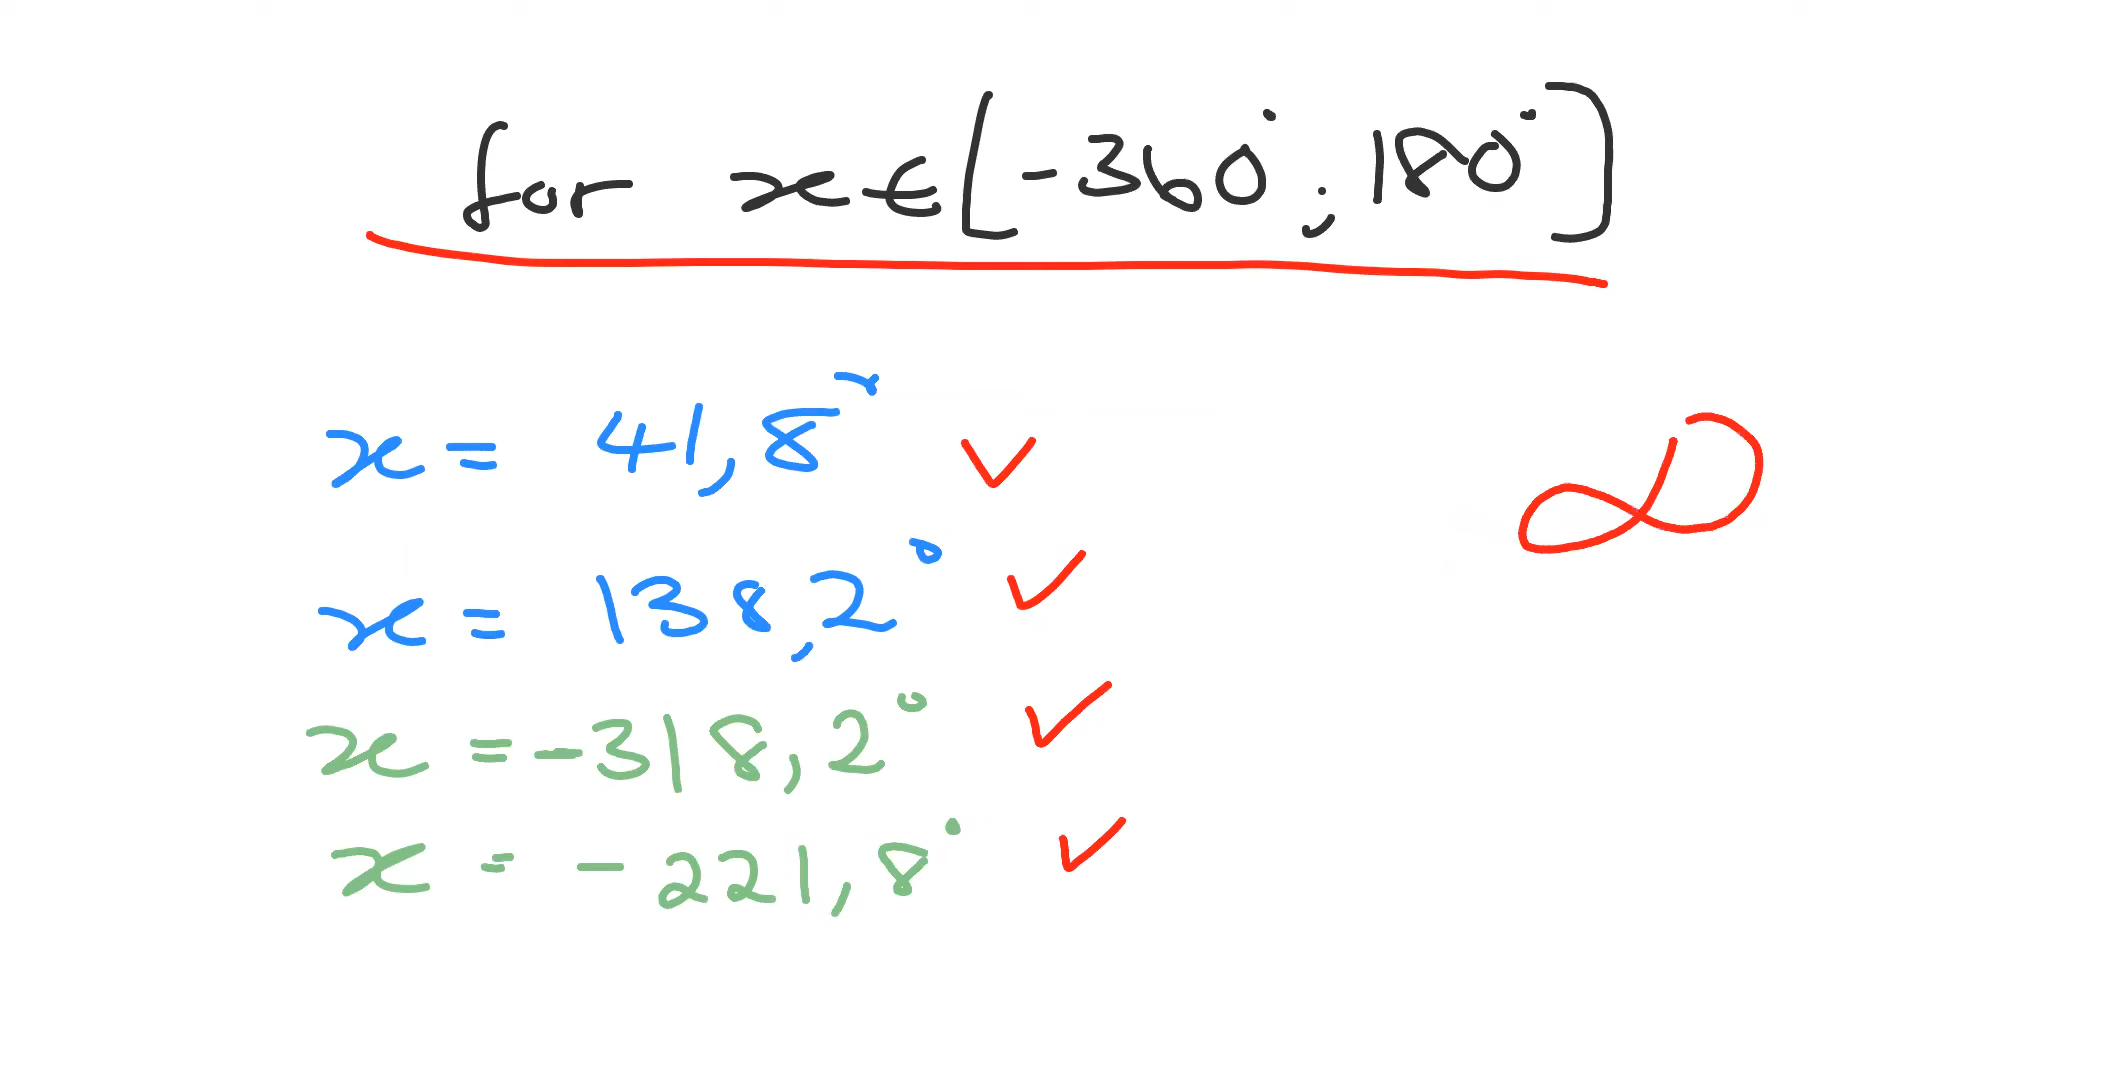 for x∈[-360°;180°]
x = 41,8°
x = 138,2°
x = -318,2°
x = -221,8°
∞